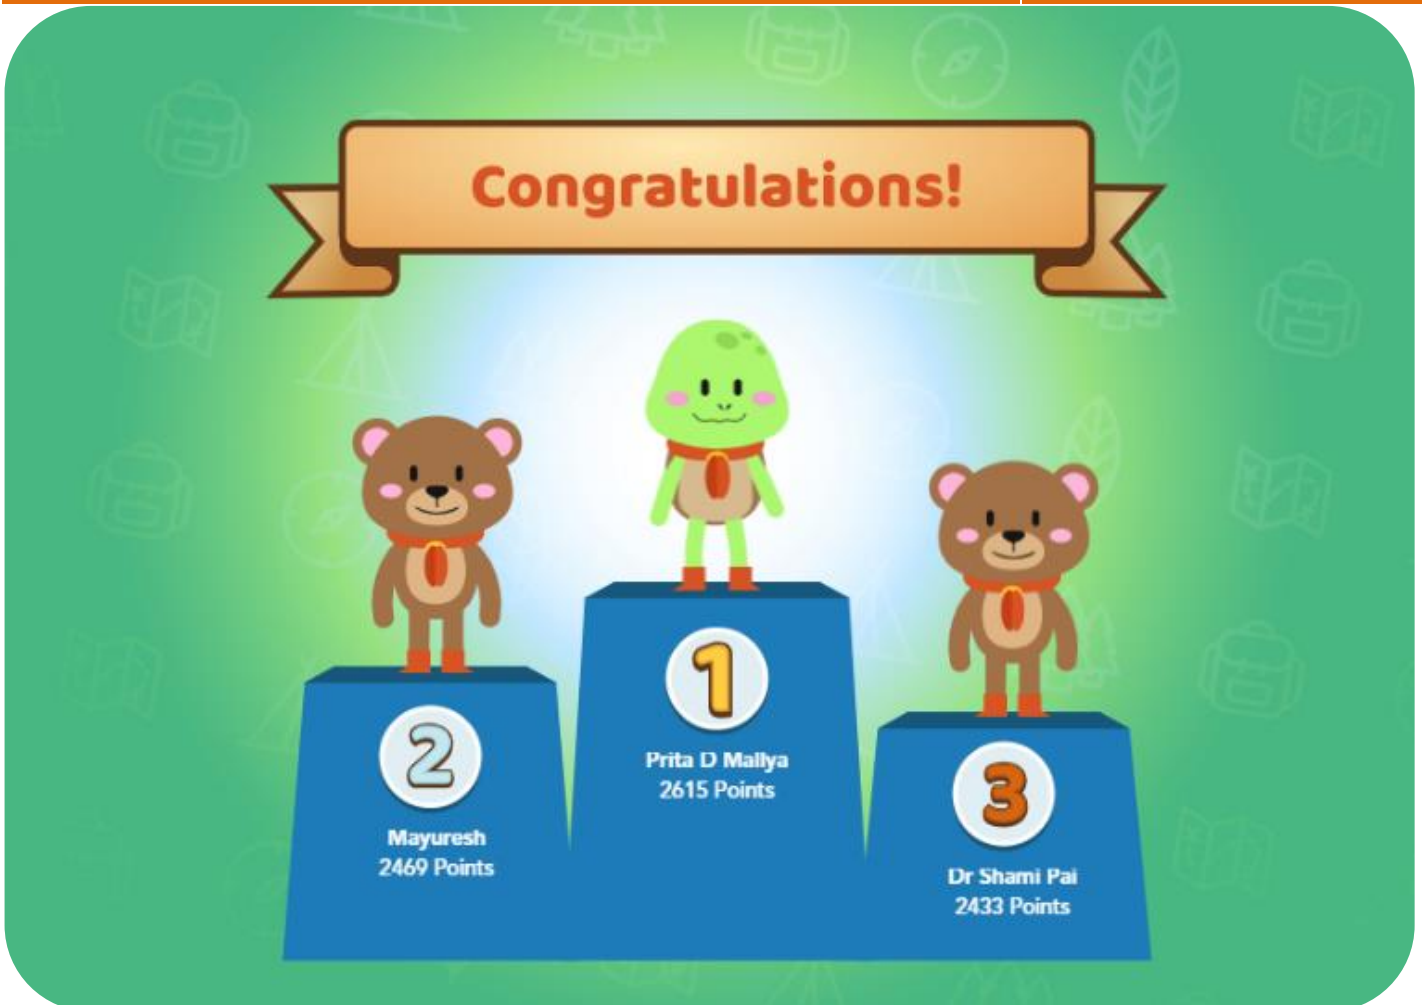 Congratulations!
1
Prita D Mallya
2615 Points
2
Mayuresh
2469 Points
3
Dr Shami Pai
2433 Points